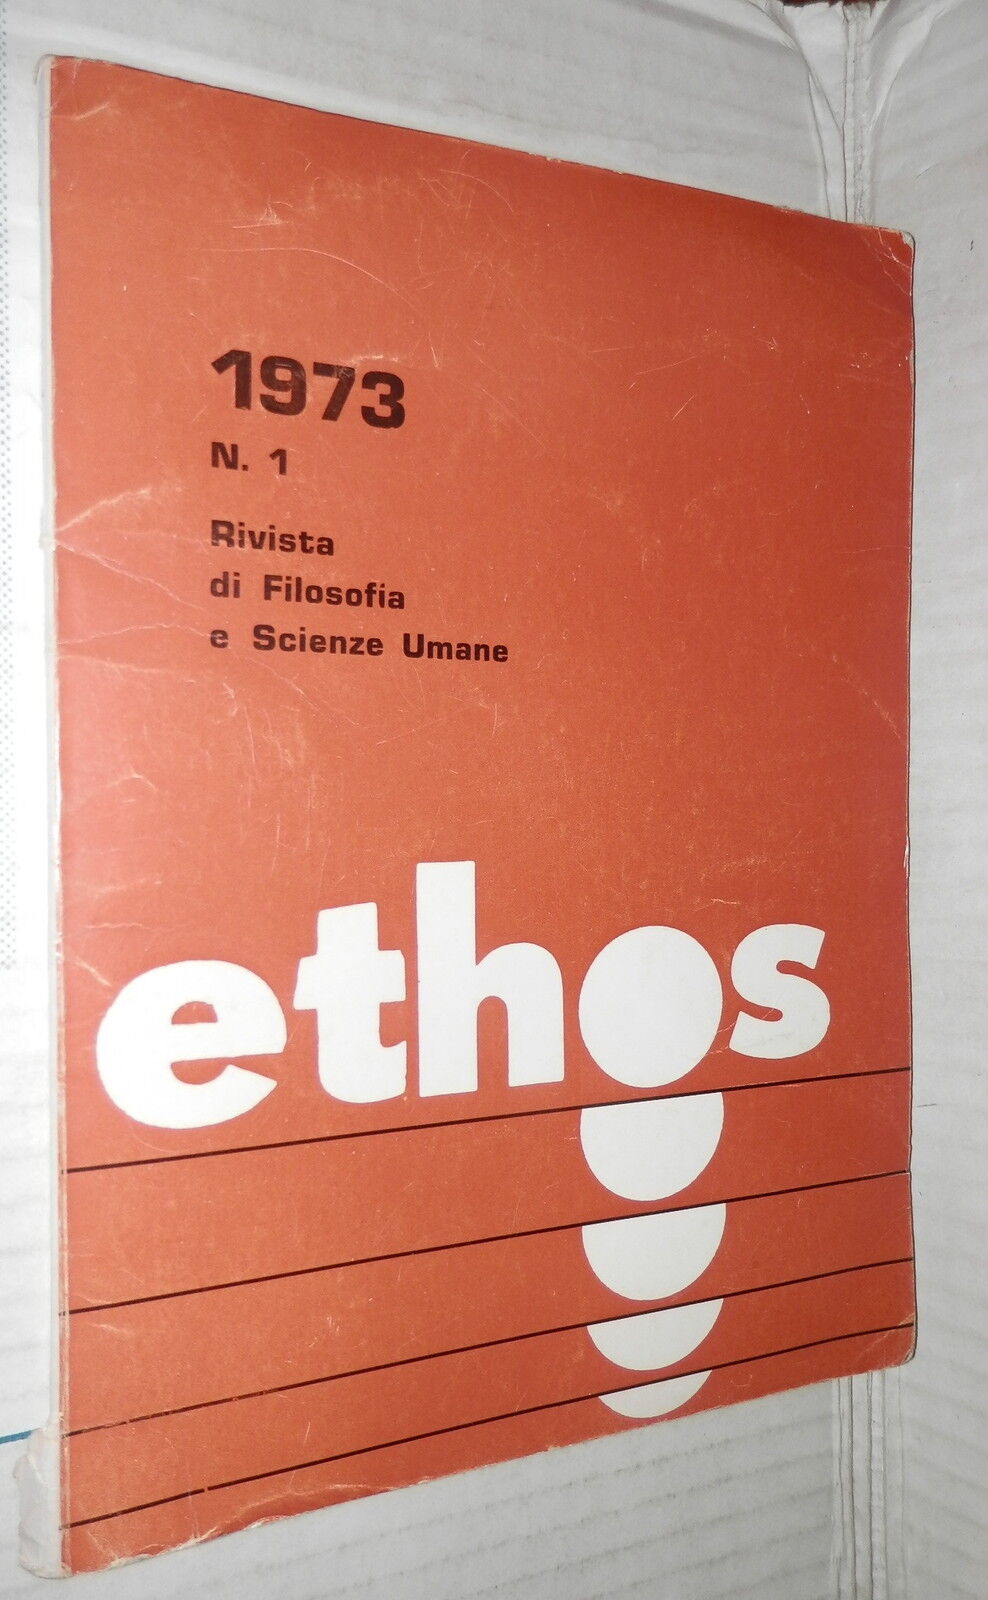 1973
N. 1
Rivista
di Filosofia
e Scienze Umane
ethos